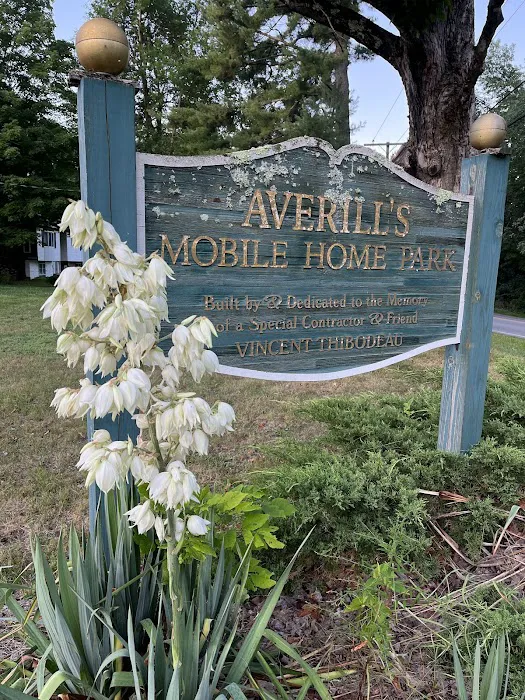 AVERILL'S
MOBILE HOME PARK
Built by & Dedicated to the Memory
of a Special Contractor & Friend
VINCENT THIBODEAU